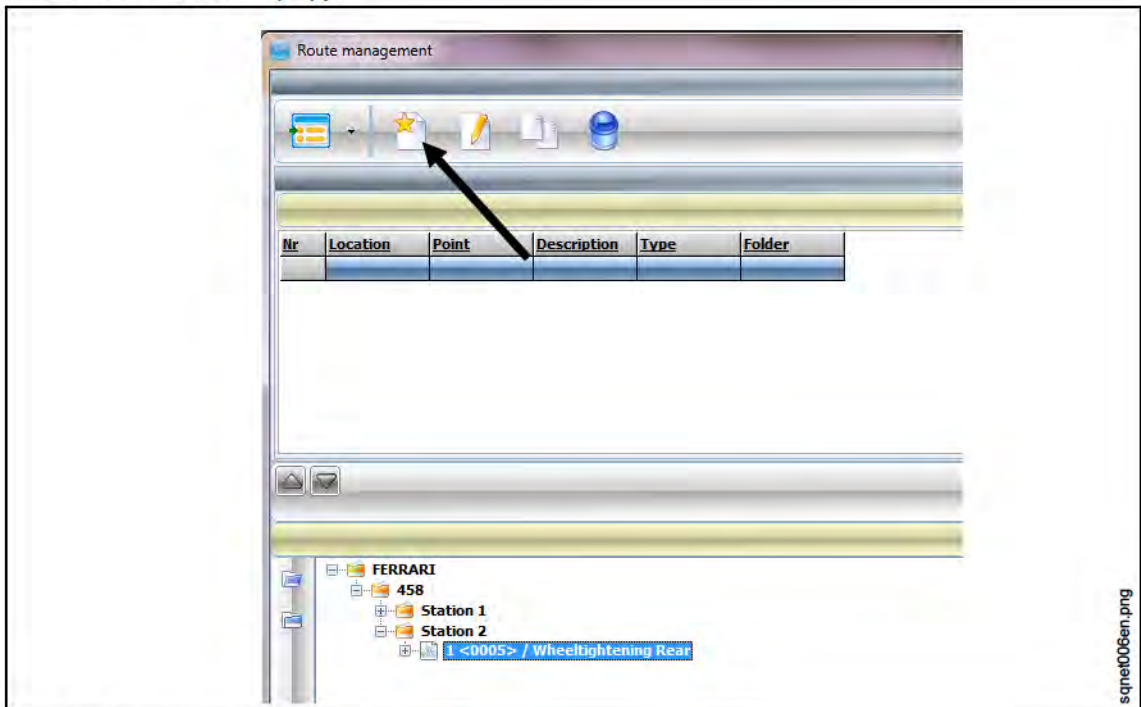 Route management
Nr Location Point Description Type Folder
FERRARI
458
Station 1
Station 2
1 <0005> / Wheeltightening Rear
sqnet006en.png